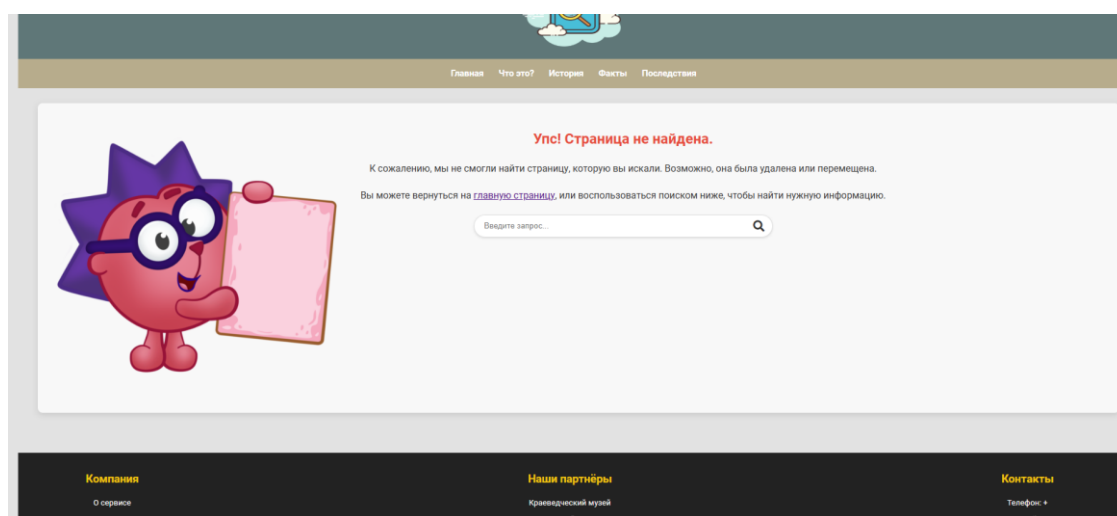 Главная Что это? История Факты Последствия
Упс! Страница не найдена.
К сожалению, мы не смогли найти страницу, которую вы искали. Возможно, она была удалена или перемещена.
Вы можете вернуться на главную страницу, или воспользоваться поиском ниже, чтобы найти нужную информацию.
Введите запрос...
Компания Наши партнёры Контакты
О сервисе Краеведческий музей Телефон: +